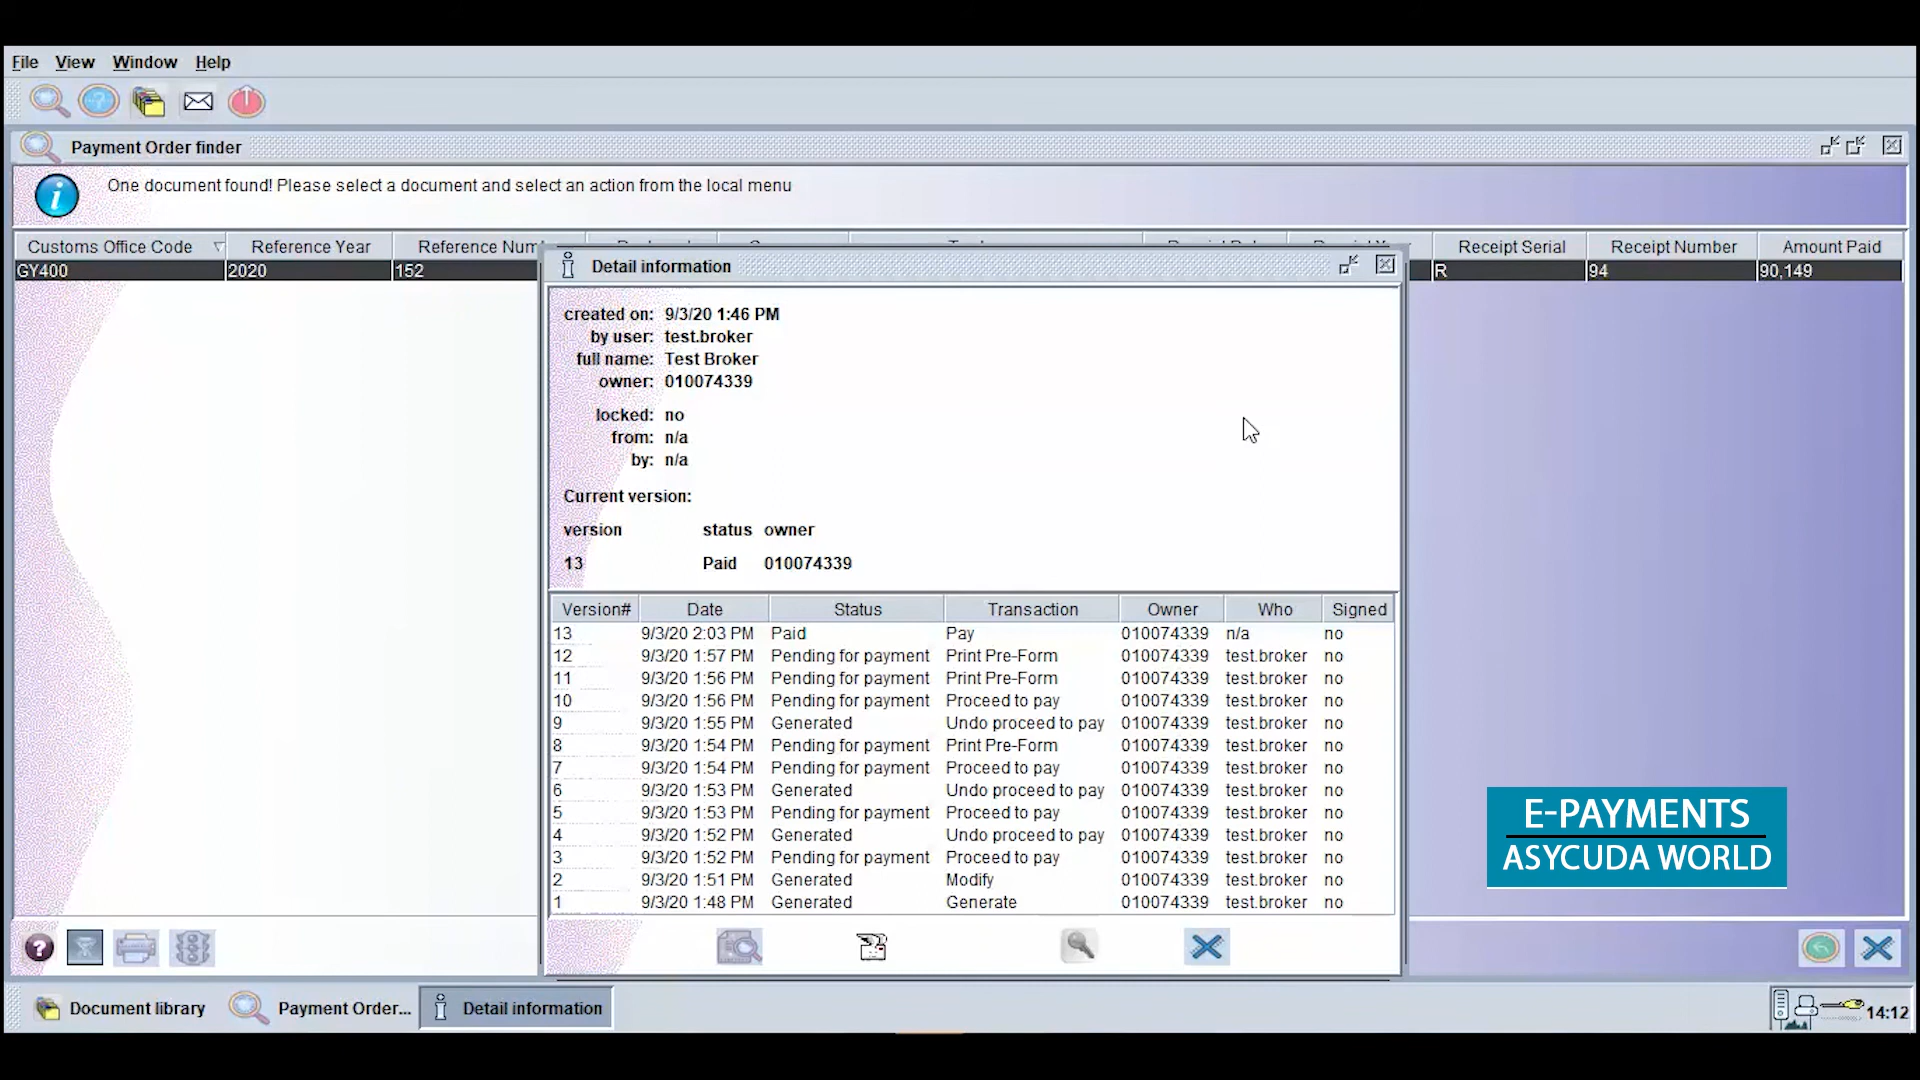 File View Window Help
Payment Order finder
One document found! Please select a document and select an action from the local menu
Customs Office Code Reference Year Reference Num Receipt Serial Receipt Number Amount Paid
GY400 2020 152 R 94 90,149
Detail information
created on: 9/3/20 1:46 PM
by user: test.broker
full name: Test Broker
owner: 010074339
locked: no
from: n/a
by: n/a
Current version:
version status owner
13 Paid 010074339
Version# Date Status Transaction Owner Who Signed
13 9/3/20 2:03 PM Paid Pay 010074339 n/a no
12 9/3/20 1:57 PM Pending for payment Print Pre-Form 010074339 test.broker no
11 9/3/20 1:56 PM Pending for payment Print Pre-Form 010074339 test.broker no
10 9/3/20 1:56 PM Pending for payment Proceed to pay 010074339 test.broker no
9 9/3/20 1:55 PM Generated Undo proceed to pay 010074339 test.broker no
8 9/3/20 1:54 PM Pending for payment Print Pre-Form 010074339 test.broker no
7 9/3/20 1:54 PM Pending for payment Proceed to pay 010074339 test.broker no
6 9/3/20 1:53 PM Generated Undo proceed to pay 010074339 test.broker no
5 9/3/20 1:53 PM Pending for payment Proceed to pay 010074339 test.broker no
4 9/3/20 1:52 PM Generated Undo proceed to pay 010074339 test.broker no
3 9/3/20 1:52 PM Pending for payment Proceed to pay 010074339 test.broker no
2 9/3/20 1:51 PM Generated Modify 010074339 test.broker no
1 9/3/20 1:48 PM Generated Generate 010074339 test.broker no
E-PAYMENTS
ASYCUDA WORLD
Document library Payment Order... Detail information 14:12